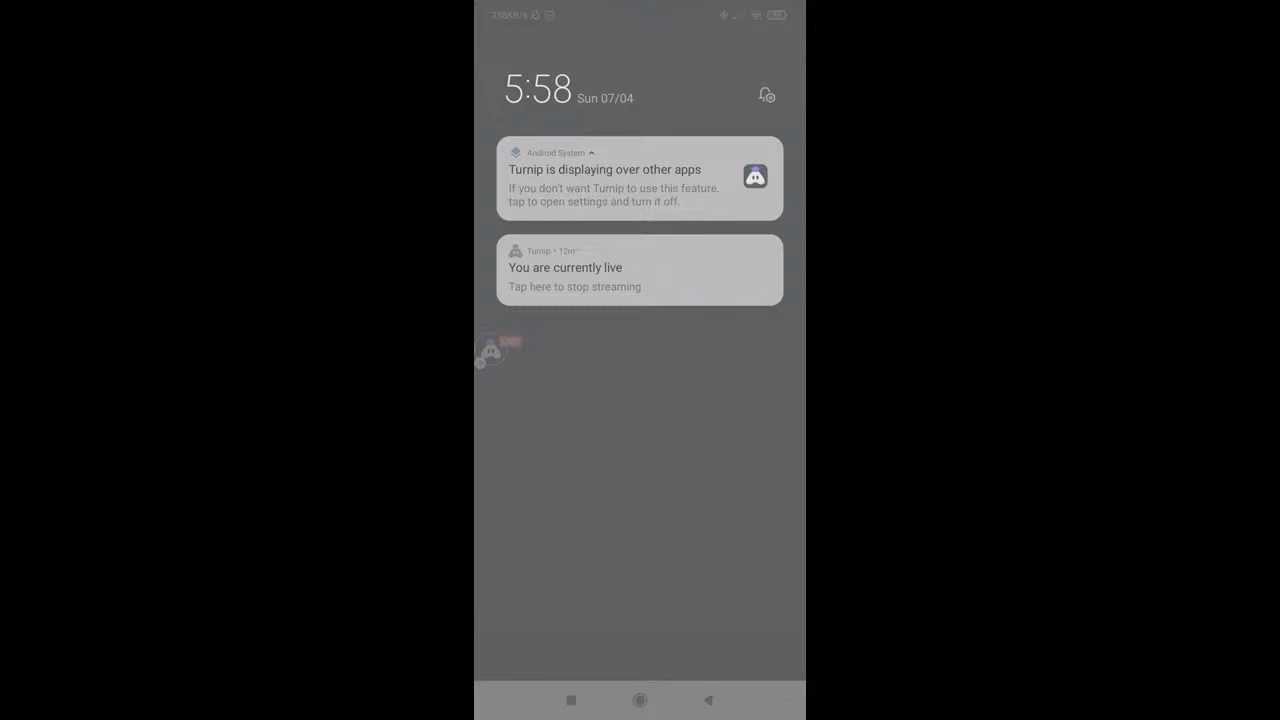 238KB/s
5:58 Sun 07/04
Android System
Turnip is displaying over other apps
If you don't want Turnip to use this feature,
tap to open settings and turn it off.
Turnip • 12m
You are currently live
Tap here to stop streaming